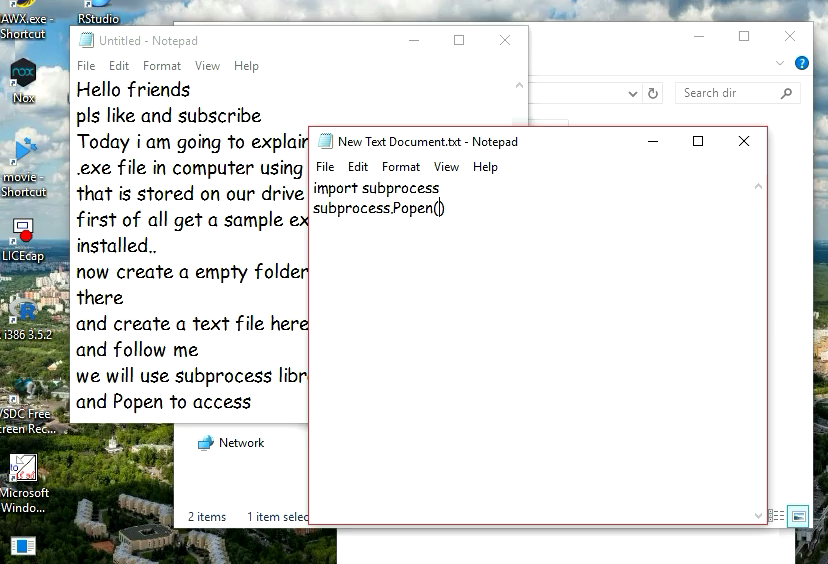 AWX.exe -
Shortcut
RStudio
Nox
movie -
Shortcut
LICEcap
i386 3.5.2
VSDC Free
Screen Rec...
Microsoft
Windo...
Untitled - Notepad
File Edit Format View Help
Hello friends
pls like and subscribe
Today i am going to explain
.exe file in computer using
that is stored on our drive
first of all get a sample ex
installed..
now create a empty folder
there
and create a text file here
and follow me
we will use subprocess libr
and Popen to access
Search dir
Network
2 items 1 item selec
New Text Document.txt - Notepad
File Edit Format View Help
import subprocess
subprocess.Popen()